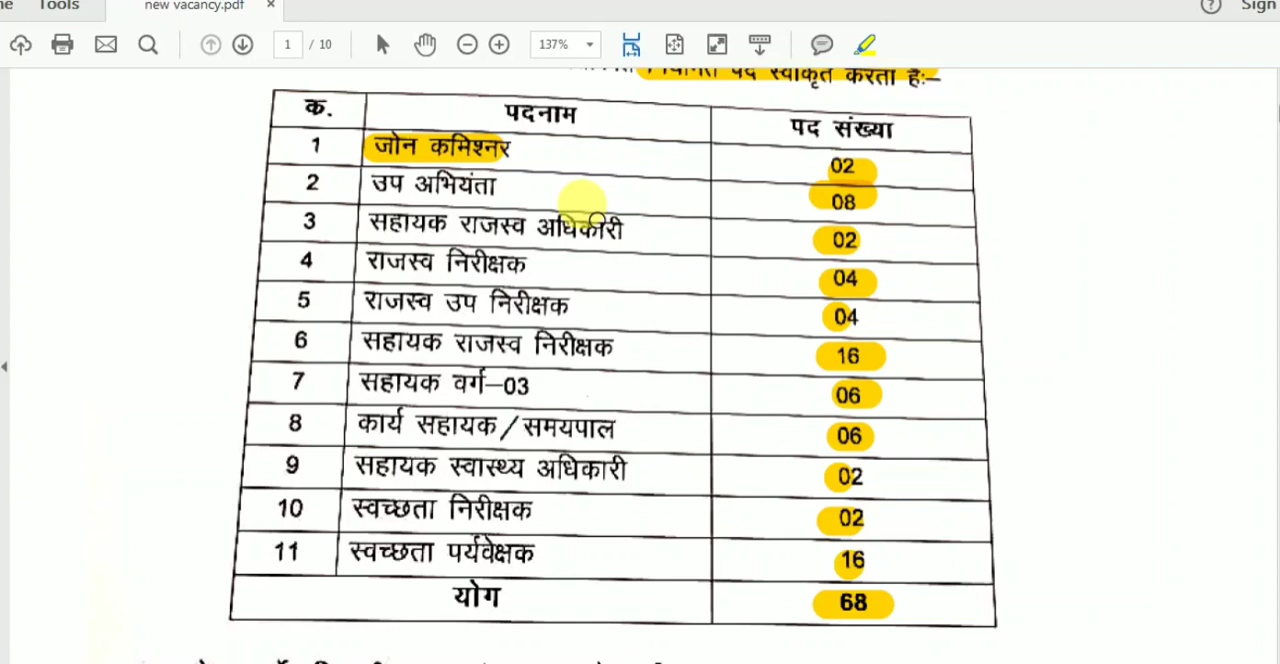 Tools new vacancy.pdf × ? Sign
1 / 10 137%
पद स्वीकृत करता है:–
क. पदनाम पद संख्या
1 जोन कमिश्नर 02
2 उप अभियंता 08
3 सहायक राजस्व अधिकारी 02
4 राजस्व निरीक्षक 04
5 राजस्व उप निरीक्षक 04
6 सहायक राजस्व निरीक्षक 16
7 सहायक वर्ग–03 06
8 कार्य सहायक/समयपाल 06
9 सहायक स्वास्थ्य अधिकारी 02
10 स्वच्छता निरीक्षक 02
11 स्वच्छता पर्यवेक्षक 16
योग 68